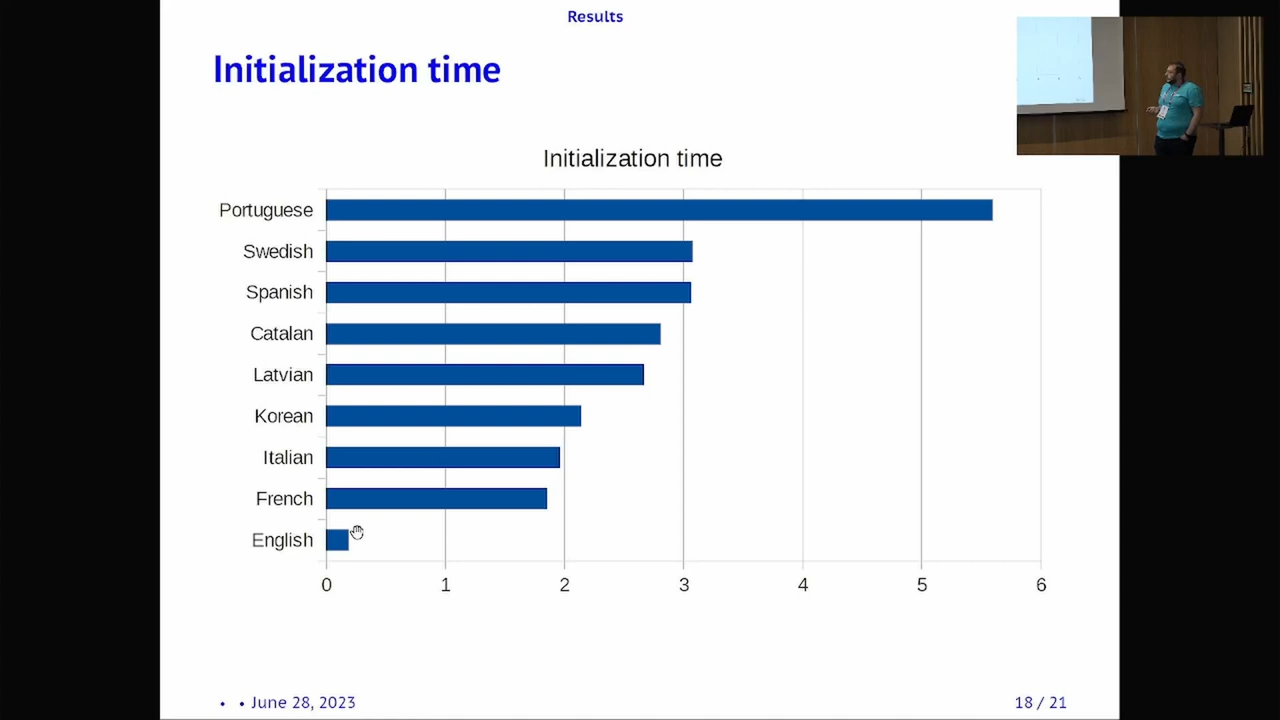 Results
Initialization time
Initialization time
Portuguese
Swedish
Spanish
Catalan
Latvian
Korean
Italian
French
English
0 1 2 3 4 5 6
• • June 28, 2023
18 / 21